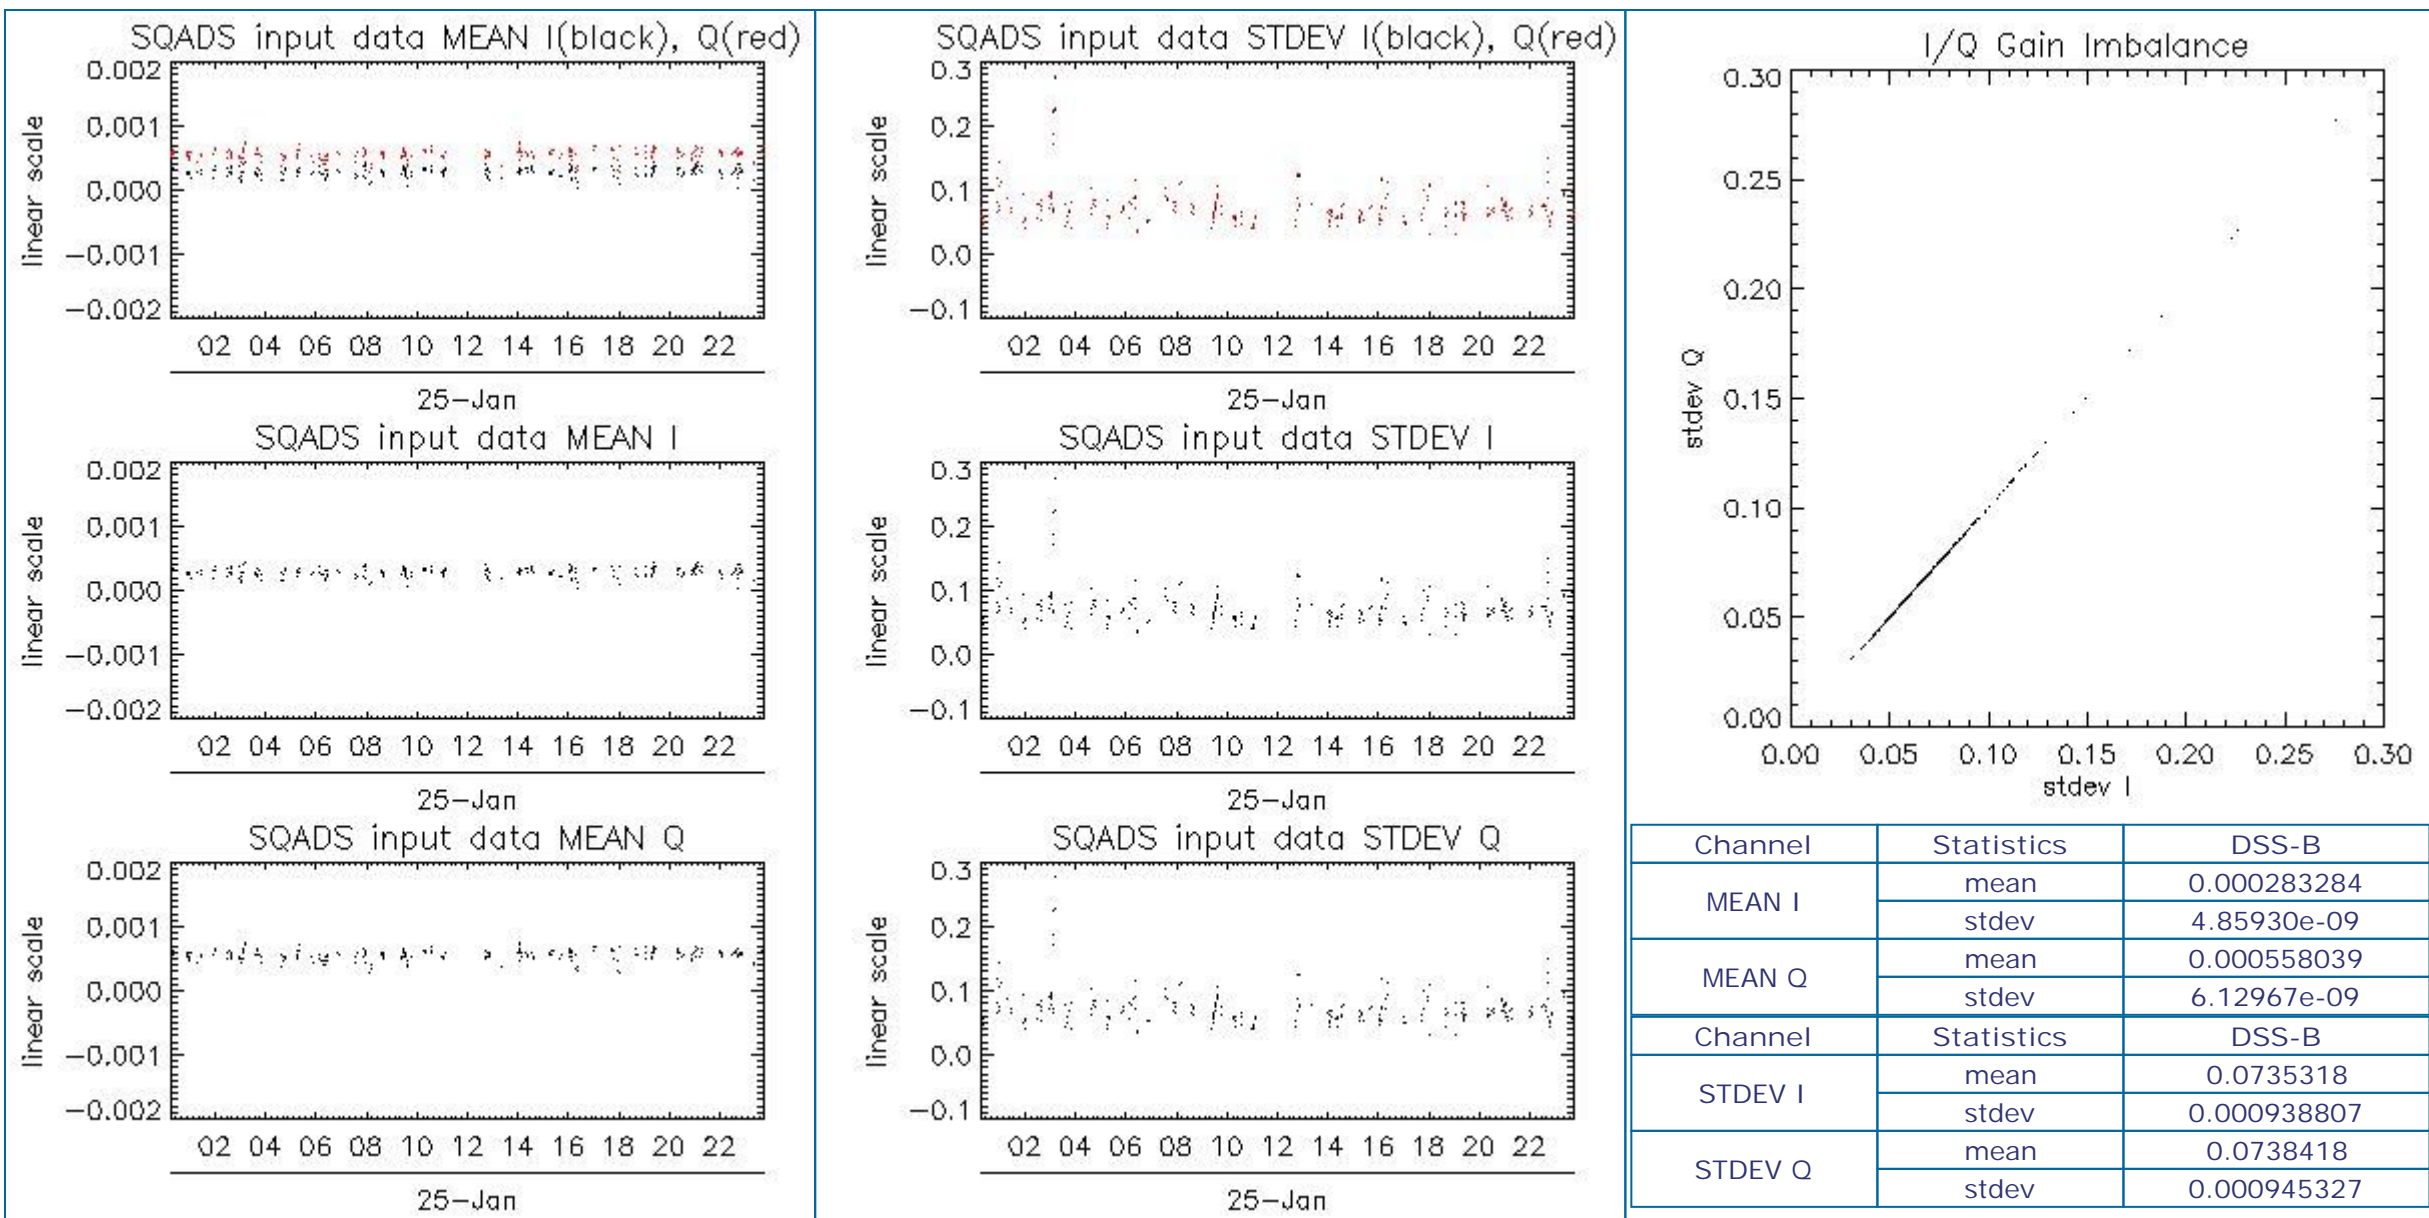 SQADS input data MEAN I(black), Q(red)
0.002
0.001
0.000
−0.001
−0.002
linear scale
02 04 06 08 10 12 14 16 18 20 22
25−Jan
SQADS input data MEAN I
0.002
0.001
0.000
−0.001
−0.002
linear scale
02 04 06 08 10 12 14 16 18 20 22
25−Jan
SQADS input data MEAN Q
0.002
0.001
0.000
−0.001
−0.002
linear scale
02 04 06 08 10 12 14 16 18 20 22
25−Jan
SQADS input data STDEV I(black), Q(red)
0.3
0.2
0.1
0.0
−0.1
linear scale
02 04 06 08 10 12 14 16 18 20 22
25−Jan
SQADS input data STDEV I
0.3
0.2
0.1
0.0
−0.1
linear scale
02 04 06 08 10 12 14 16 18 20 22
25−Jan
SQADS input data STDEV Q
0.3
0.2
0.1
0.0
−0.1
linear scale
02 04 06 08 10 12 14 16 18 20 22
25−Jan
I/Q Gain Imbalance
0.30
0.25
0.20
0.15
0.10
0.05
0.00
stdev Q
0.00 0.05 0.10 0.15 0.20 0.25 0.30
stdev I
Channel Statistics DSS-B
MEAN I mean 0.000283284
stdev 4.85930e-09
MEAN Q mean 0.000558039
stdev 6.12967e-09
Channel Statistics DSS-B
STDEV I mean 0.0735318
stdev 0.000938807
STDEV Q mean 0.0738418
stdev 0.000945327